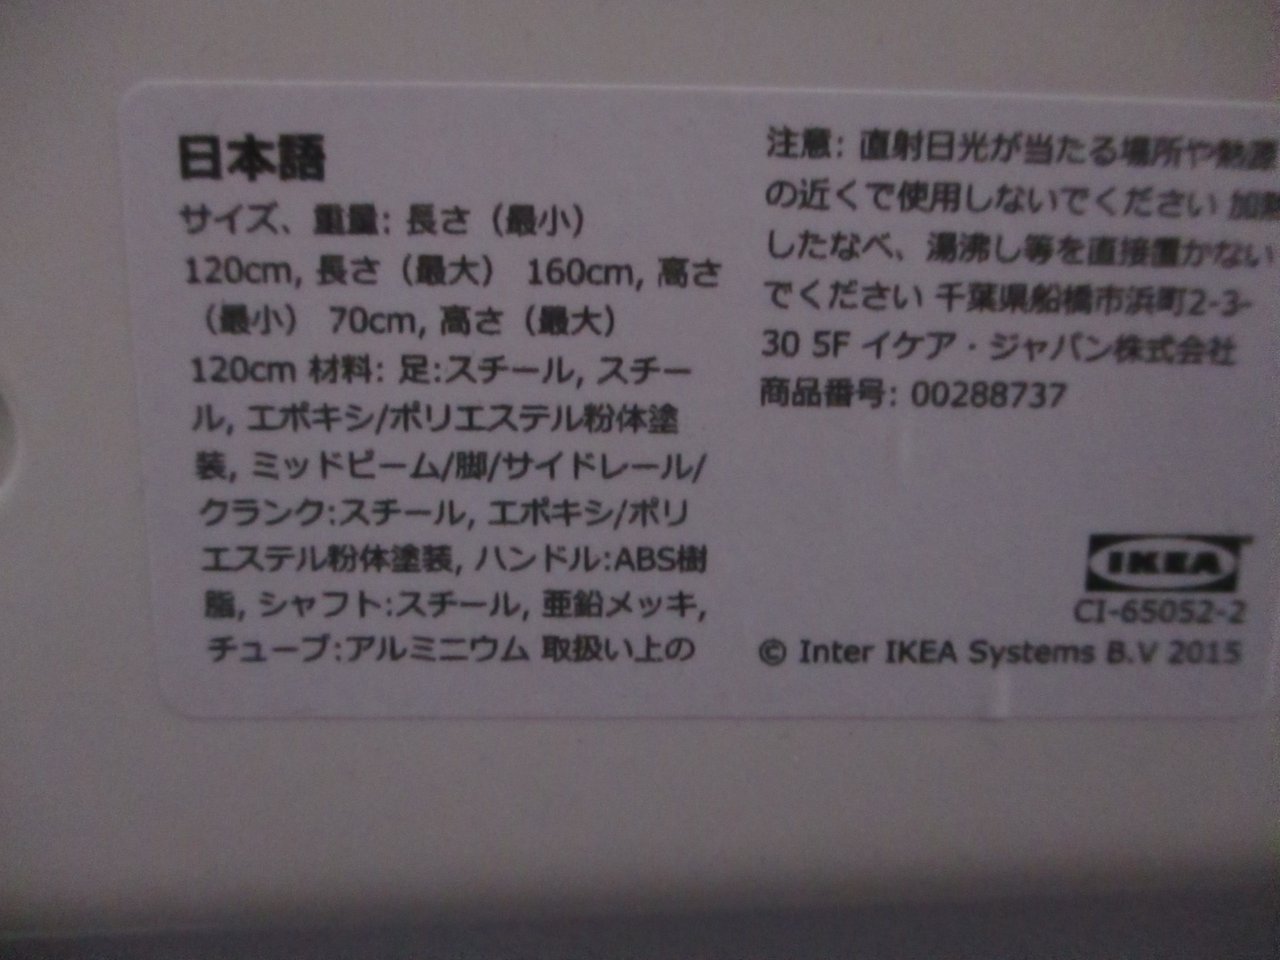 日本語
サイズ、重量: 長さ（最小）
120cm, 長さ（最大） 160cm, 高さ
（最小） 70cm, 高さ（最大）
120cm 材料: 足:スチール, スチー
ル, エポキシ/ポリエステル粉体塗
装, ミッドビーム/脚/サイドレール/
クランク:スチール, エポキシ/ポリ
エステル粉体塗装, ハンドル:ABS樹
脂, シャフト:スチール, 亜鉛メッキ,
チューブ:アルミニウム 取扱い上の
注意: 直射日光が当たる場所や熱源
の近くで使用しないでください 加熱
したなべ、湯沸し等を直接置かない
でください 千葉県船橋市浜町2-3-
30 5F イケア・ジャパン株式会社
商品番号: 00288737
IKEA
CI-65052-2
© Inter IKEA Systems B.V 2015